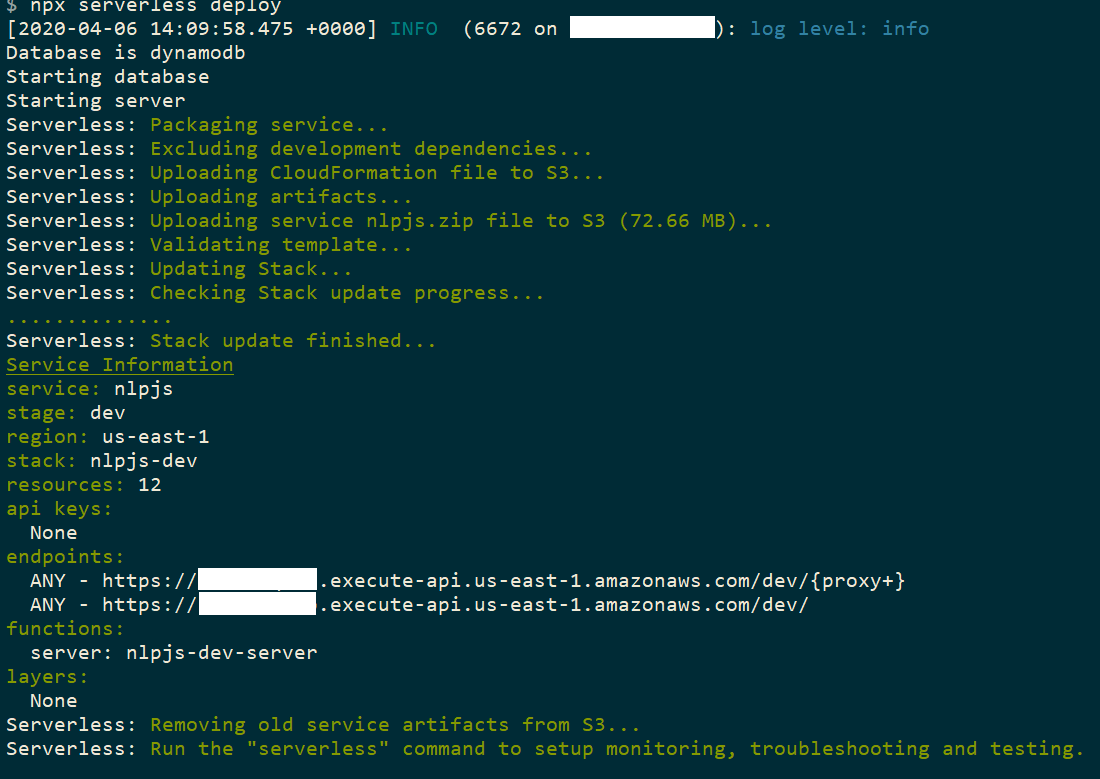 $ npx serverless deploy
[2020-04-06 14:09:58.475 +0000] INFO  (6672 on ): log level: info
Database is dynamodb
Starting database
Starting server
Serverless: Packaging service...
Serverless: Excluding development dependencies...
Serverless: Uploading CloudFormation file to S3...
Serverless: Uploading artifacts...
Serverless: Uploading service nlpjs.zip file to S3 (72.66 MB)...
Serverless: Validating template...
Serverless: Updating Stack...
Serverless: Checking Stack update progress...
..............
Serverless: Stack update finished...
Service Information
service: nlpjs
stage: dev
region: us-east-1
stack: nlpjs-dev
resources: 12
api keys:
  None
endpoints:
  ANY - https://.execute-api.us-east-1.amazonaws.com/dev/{proxy+}
  ANY - https://.execute-api.us-east-1.amazonaws.com/dev/
functions:
  server: nlpjs-dev-server
layers:
  None
Serverless: Removing old service artifacts from S3...
Serverless: Run the "serverless" command to setup monitoring, troubleshooting and testing.